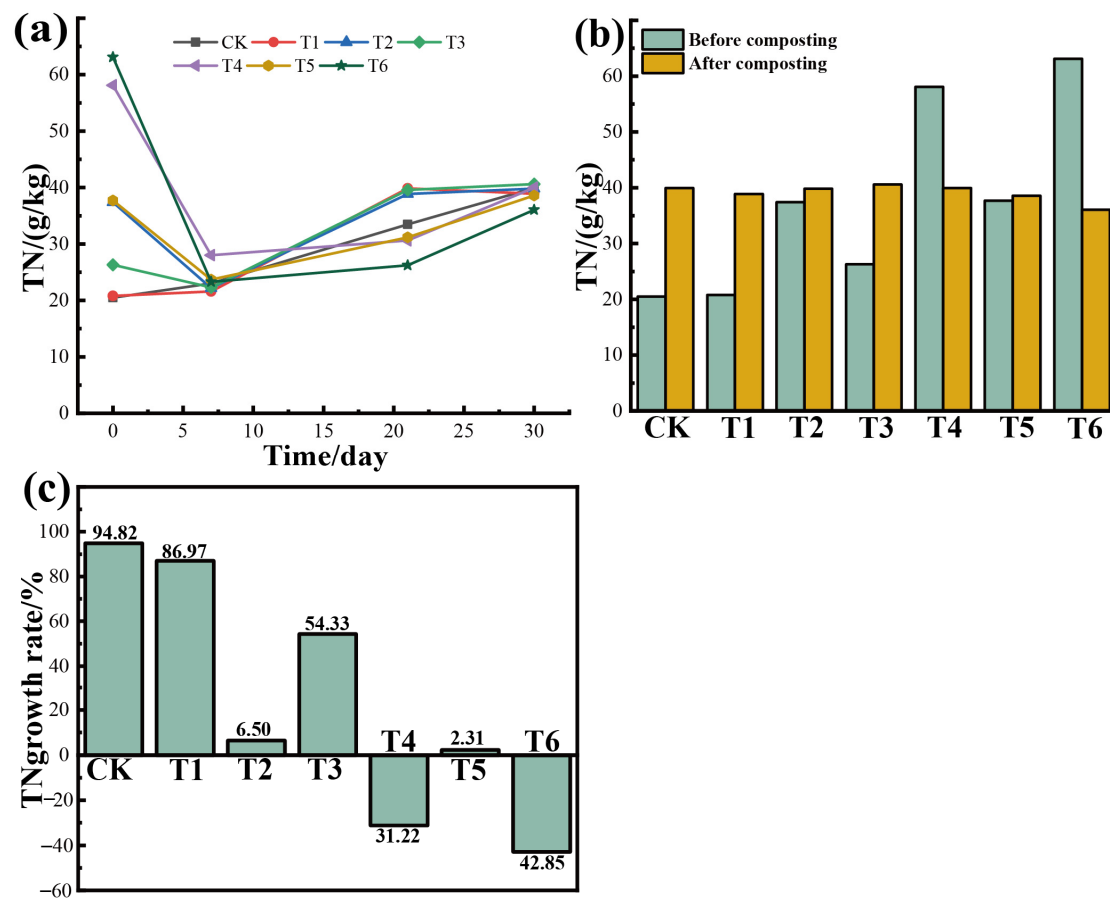 (a)
CK T1 T2 T3
T4 T5 T6
TN/(g/kg)
60
50
40
30
20
10
0
0 5 10 15 20 25 30
Time/day
(b)
Before composting
After composting
TN/(g/kg)
60
50
40
30
20
10
0
CK T1 T2 T3 T4 T5 T6
(c)
TNgrowth rate/%
100
80
60
40
20
0
−20
−40
−60
94.82
86.97
54.33
6.50
2.31
T4 T6
CK T1 T2 T3 T5
31.22
42.85